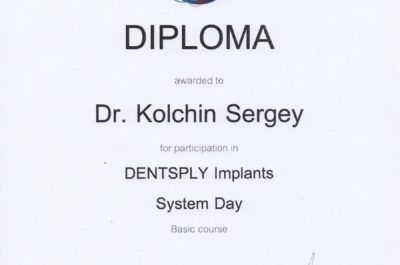 DIPLOMA
awarded to
Dr. Kolchin Sergey
for participation in
DENTSPLY Implants
System Day
Basic course